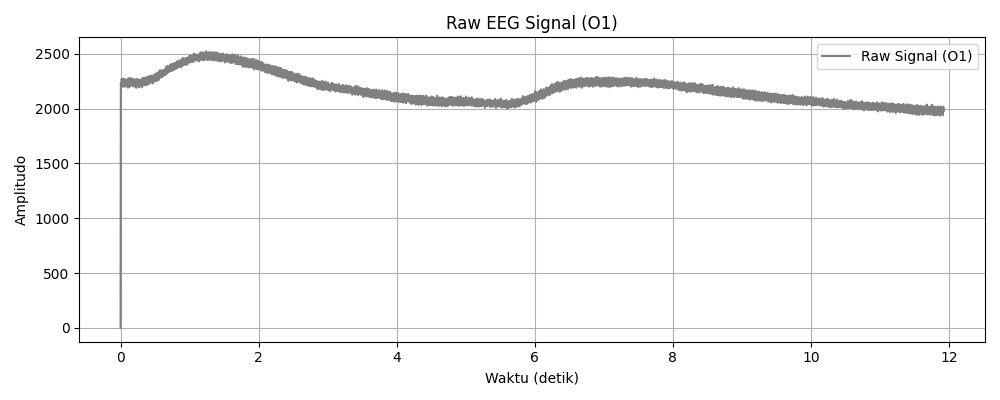 Raw EEG Signal (O1)
Raw Signal (O1)
2500
2000
1500
1000
500
0
Amplitudo
0 2 4 6 8 10 12
Waktu (detik)